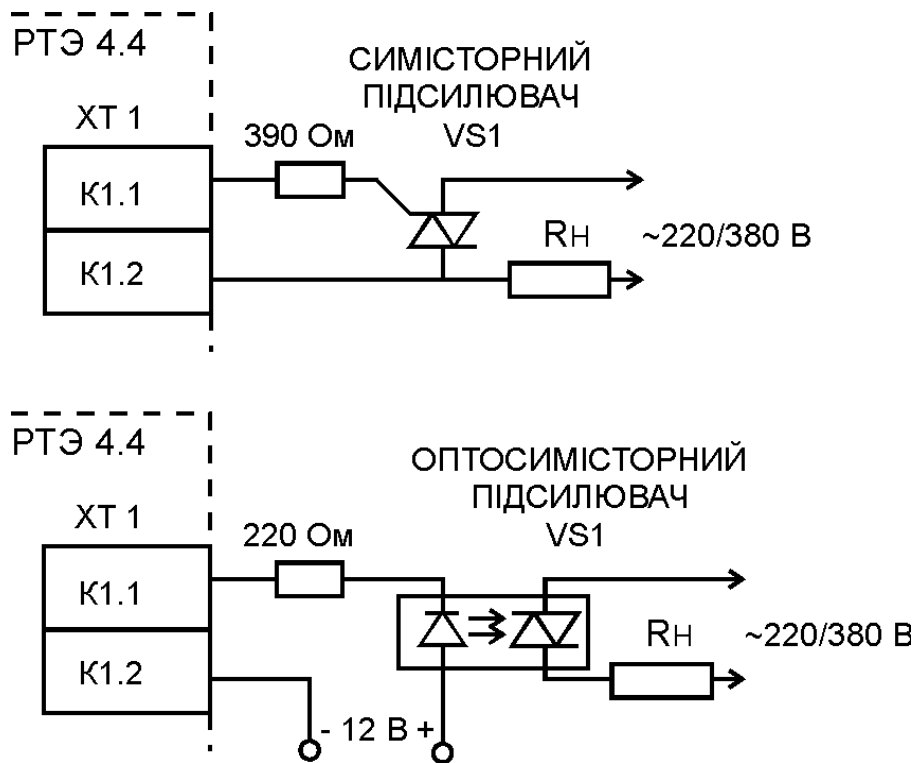 РТЭ 4.4
СИМІСТОРНИЙ
ПІДСИЛЮВАЧ
VS1
ХТ 1
390 Ом
К1.1
К1.2
RН
~220/380 В
РТЭ 4.4
ОПТОСИМІСТОРНИЙ
ПІДСИЛЮВАЧ
VS1
ХТ 1
220 Ом
К1.1
К1.2
RН
~220/380 В
- 12 В +